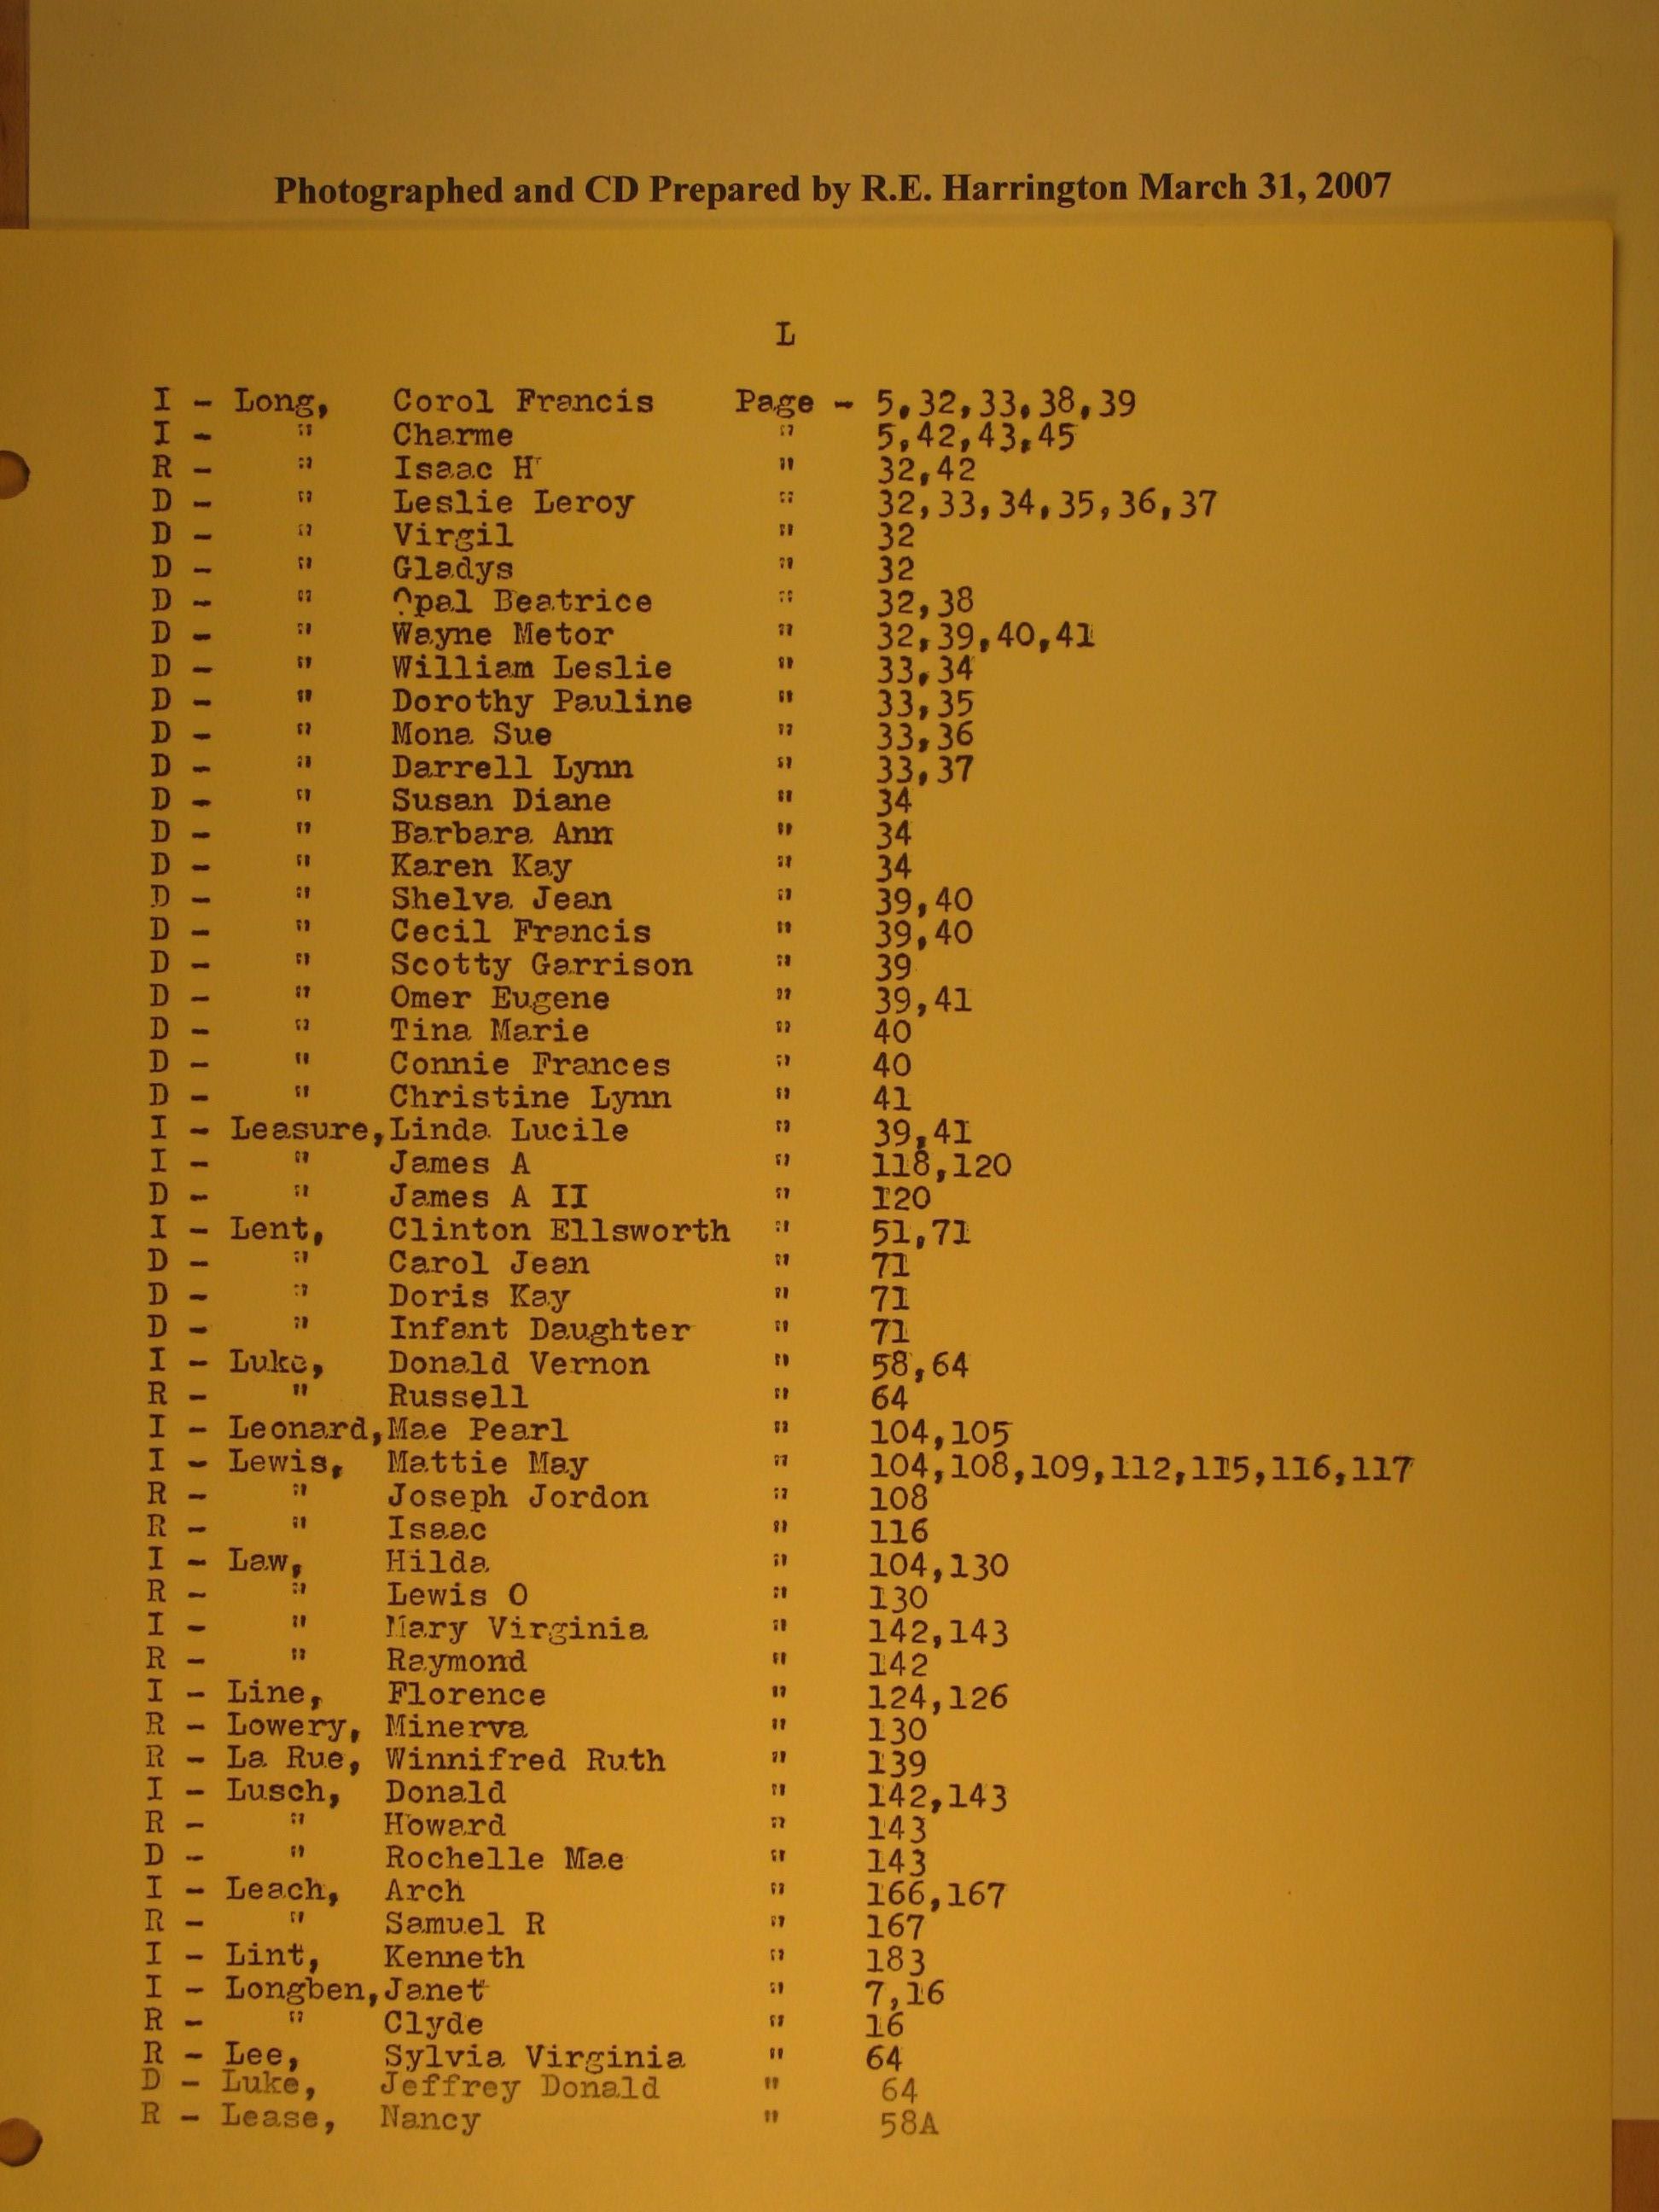 Photographed and CD Prepared by R.E. Harrington March 31, 2007
L
I - Long, Corol Francis Page - 5,32,33,38,39
I - " Charme " 5,42,43,45
R - " Isaac H " 32,42
D - " Leslie Leroy " 32,33,34,35,36,37
D - " Virgil " 32
D - " Gladys " 32
D - " Opal Beatrice " 32,38
D - " Wayne Metor " 32,39,40,41
D - " William Leslie " 33,34
D - " Dorothy Pauline " 33,35
D - " Mona Sue " 33,36
D - " Darrell Lynn " 33,37
D - " Susan Diane " 34
D - " Barbara Ann " 34
D - " Karen Kay " 34
D - " Shelva Jean " 39,40
D - " Cecil Francis " 39,40
D - " Scotty Garrison " 39
D - " Omer Eugene " 39,41
D - " Tina Marie " 40
D - " Connie Frances " 40
D - " Christine Lynn " 41
I - Leasure, Linda Lucile " 39,41
I - " James A " 118,120
D - " James A II " 120
I - Lent, Clinton Ellsworth " 51,71
D - " Carol Jean " 71
D - " Doris Kay " 71
D - " Infant Daughter " 71
I - Luke, Donald Vernon " 58,64
R - " Russell " 64
I - Leonard, Mae Pearl " 104,105
I - Lewis, Mattie May " 104,108,109,112,115,116,117
R - " Joseph Jordon " 108
R - " Isaac " 116
I - Law, Hilda " 104,130
R - " Lewis O " 130
I - " Mary Virginia " 142,143
R - " Raymond " 142
I - Line, Florence " 124,126
R - Lowery, Minerva " 130
R - La Rue, Winnifred Ruth " 139
I - Lusch, Donald " 142,143
R - " Howard " 143
D - " Rochelle Mae " 143
I - Leach, Arch " 166,167
R - " Samuel R " 167
I - Lint, Kenneth " 183
I - Longben, Janet " 7,16
R - " Clyde " 16
R - Lee, Sylvia Virginia " 64
D - Luke, Jeffrey Donald " 64
R - Lease, Nancy " 58A